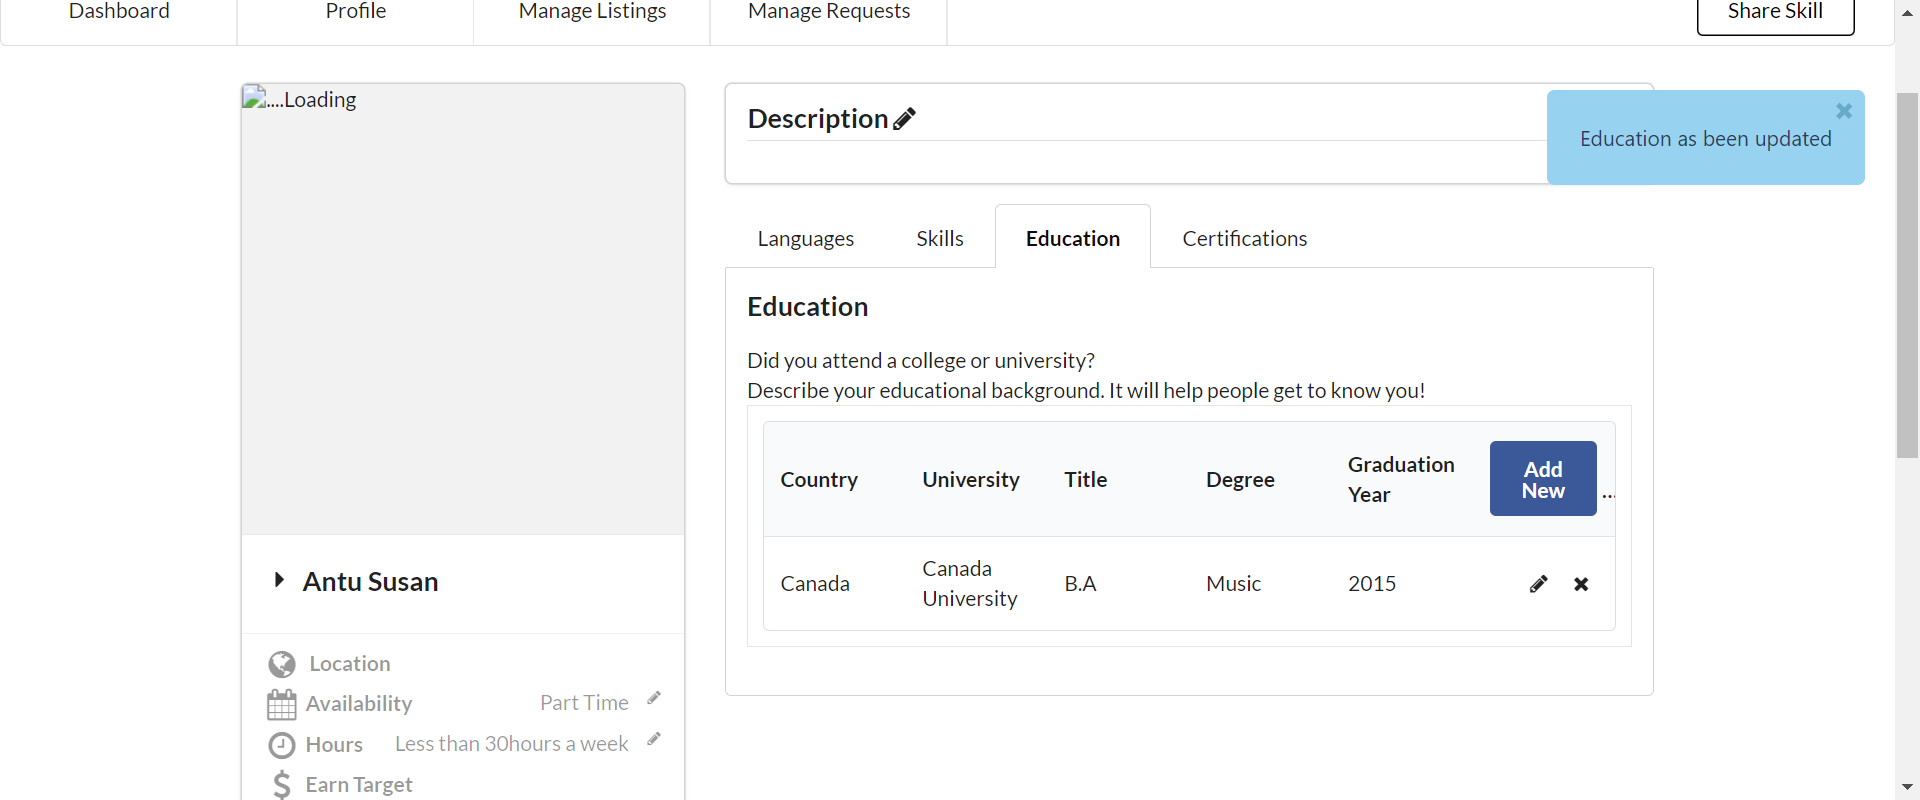 Dashboard
Profile
Manage Listings
Manage Requests
Share Skill
....Loading
Description
Education as been updated
Languages
Skills
Education
Certifications
Education
Did you attend a college or university?
Describe your educational background. It will help people get to know you!
Country
University
Title
Degree
Graduation
Year
Add
New
...
Canada
Canada
University
B.A
Music
2015
Antu Susan
Location
Availability
Part Time
Hours
Less than 30hours a week
Earn Target